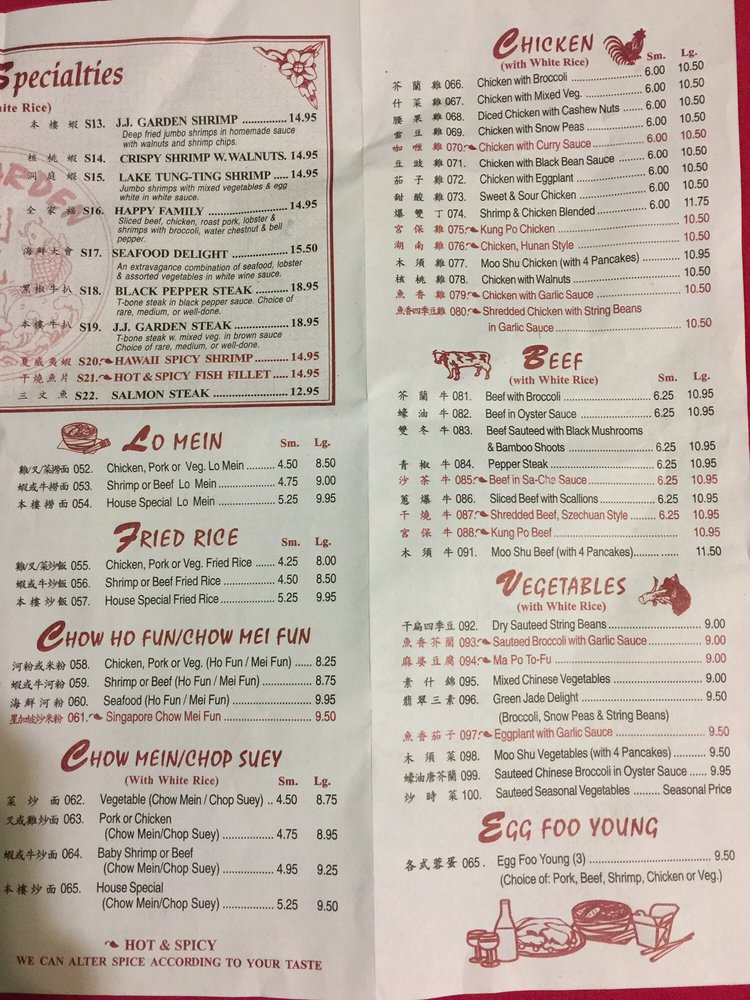 Specialties
ite Rice)
本樓蝦 S13. J.J. GARDEN SHRIMP 14.95
Deep fried jumbo shrimps in homemade sauce
with walnuts and shrimp chips.
核桃蝦 S14. CRISPY SHRIMP W. WALNUTS. 14.95
洞庭蝦 S15. LAKE TUNG-TING SHRIMP 14.95
Jumbo shrimps with mixed vegetables & egg
white in white sauce.
全家福 S16. HAPPY FAMILY 14.95
Sliced beef, chicken, roast pork, lobster &
shrimps with broccoli, water chestnut & bell
pepper.
海鮮大會 S17. SEAFOOD DELIGHT 15.50
An extravagance combination of seafood, lobster
& assorted vegetables in white wine sauce.
黑椒牛扒 S18. BLACK PEPPER STEAK 18.95
T-bone steak in black pepper sauce. Choice of
rare, medium, or well-done.
本樓牛扒 S19. J.J. GARDEN STEAK 18.95
T-bone steak w. mixed veg. in brown sauce
Choice of rare, medium, or well-done.
夏威夷蝦 S20. HAWAII SPICY SHRIMP 14.95
干燒魚片 S21. HOT & SPICY FISH FILLET 14.95
三文魚 S22. SALMON STEAK 12.95
LO MEIN Sm. Lg.
雞/叉/菜撈面 052. Chicken, Pork or Veg. Lo Mein 4.50 8.50
蝦或牛撈面 053. Shrimp or Beef Lo Mein 4.75 9.00
本樓撈面 054. House Special Lo Mein 5.25 9.95
FRIED RICE Sm. Lg.
雞/叉/菜炒飯 055. Chicken, Pork or Veg. Fried Rice 4.25 8.00
蝦或牛炒飯 056. Shrimp or Beef Fried Rice 4.50 8.50
本樓炒飯 057. House Special Fried Rice 5.25 9.95
CHOW HO FUN/CHOW MEI FUN
河粉或米粉 058. Chicken, Pork or Veg. (Ho Fun / Mei Fun) 8.25
蝦或牛河粉 059. Shrimp or Beef (Ho Fun / Mei Fun) 8.75
海鮮河粉 060. Seafood (Ho Fun / Mei Fun) 9.95
星加坡炒米粉 061. Singapore Chow Mei Fun 9.50
CHOW MEIN/CHOP SUEY
(With White Rice) Sm. Lg.
菜炒面 062. Vegetable (Chow Mein / Chop Suey) 4.50 8.75
叉或雞炒面 063. Pork or Chicken
(Chow Mein/Chop Suey) 4.75 8.95
蝦或牛炒面 064. Baby Shrimp or Beef
(Chow Mein/Chop Suey) 4.95 9.25
本樓炒面 065. House Special
(Chow Mein/Chop Suey) 5.25 9.50
HOT & SPICY
WE CAN ALTER SPICE ACCORDING TO YOUR TASTE
CHICKEN
(with White Rice) Sm. Lg.
芥蘭雞 066. Chicken with Broccoli 6.00 10.50
什菜雞 067. Chicken with Mixed Veg. 6.00 10.50
腰果雞 068. Diced Chicken with Cashew Nuts 6.00 10.50
雪豆雞 069. Chicken with Snow Peas 6.00 10.50
咖喱雞 070. Chicken with Curry Sauce 6.00 10.50
豆豉雞 071. Chicken with Black Bean Sauce 6.00 10.50
茄子雞 072. Chicken with Eggplant 6.00 10.50
甜酸雞 073. Sweet & Sour Chicken 6.00 10.50
爆雙丁 074. Shrimp & Chicken Blended 6.00 11.75
宮保雞 075. Kung Po Chicken 10.50
湖南雞 076. Chicken, Hunan Style 10.50
木須雞 077. Moo Shu Chicken (with 4 Pancakes) 10.95
核桃雞 078. Chicken with Walnuts 10.50
魚香雞 079. Chicken with Garlic Sauce 10.50
魚香四季豆雞 080. Shredded Chicken with String Beans
in Garlic Sauce 10.50
BEEF
(with White Rice) Sm. Lg.
芥蘭牛 081. Beef with Broccoli 6.25 10.95
蠔油牛 082. Beef in Oyster Sauce 6.25 10.95
雙冬牛 083. Beef Sauteed with Black Mushrooms
& Bamboo Shoots 6.25 10.95
青椒牛 084. Pepper Steak 6.25 10.95
沙茶牛 085. Beef in Sa-Cha Sauce 6.25 10.95
蔥爆牛 086. Sliced Beef with Scallions 6.25 10.95
干燒牛 087. Shredded Beef, Szechuan Style 6.25 10.95
宮保牛 088. Kung Po Beef 10.95
木須牛 091. Moo Shu Beef (with 4 Pancakes) 11.50
VEGETABLES
(with White Rice)
干扁四季豆 092. Dry Sauteed String Beans 9.00
魚香芥蘭 093. Sauteed Broccoli with Garlic Sauce 9.00
麻婆豆腐 094. Ma Po To-Fu 9.00
素什錦 095. Mixed Chinese Vegetables 9.00
翡翠三素 096. Green Jade Delight 9.50
(Broccoli, Snow Peas & String Beans)
魚香茄子 097. Eggplant with Garlic Sauce 9.50
木須菜 098. Moo Shu Vegetables (with 4 Pancakes) 9.50
蠔油唐芥蘭 099. Sauteed Chinese Broccoli in Oyster Sauce 9.95
炒時菜 100. Sauteed Seasonal Vegetables Seasonal Price
EGG FOO YOUNG
各式蓉蛋 065. Egg Foo Young (3) 9.50
(Choice of: Pork, Beef, Shrimp, Chicken or Veg.)